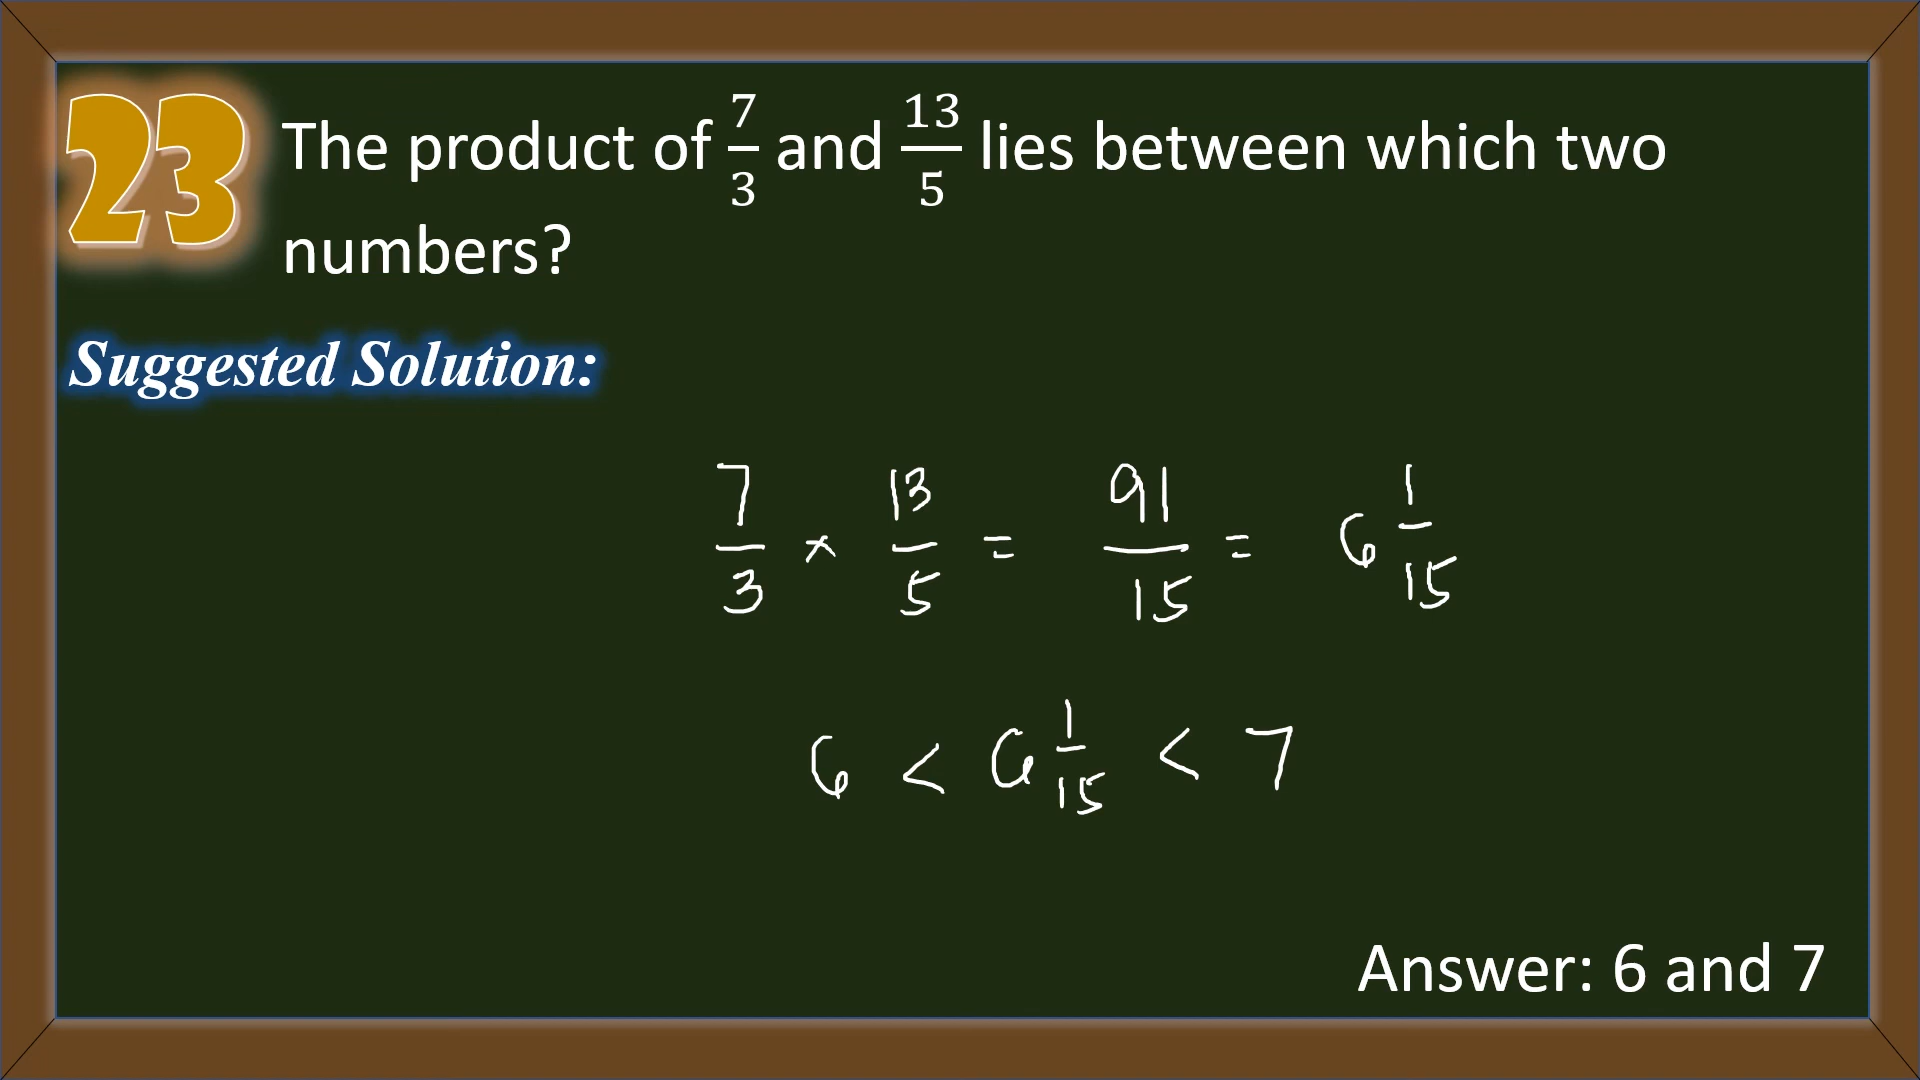 23
The product of 7/3 and 13/5 lies between which two
numbers?
Suggested Solution:
7/3 × 13/5 = 91/15 = 6 1/15
6 < 6 1/15 < 7
Answer: 6 and 7